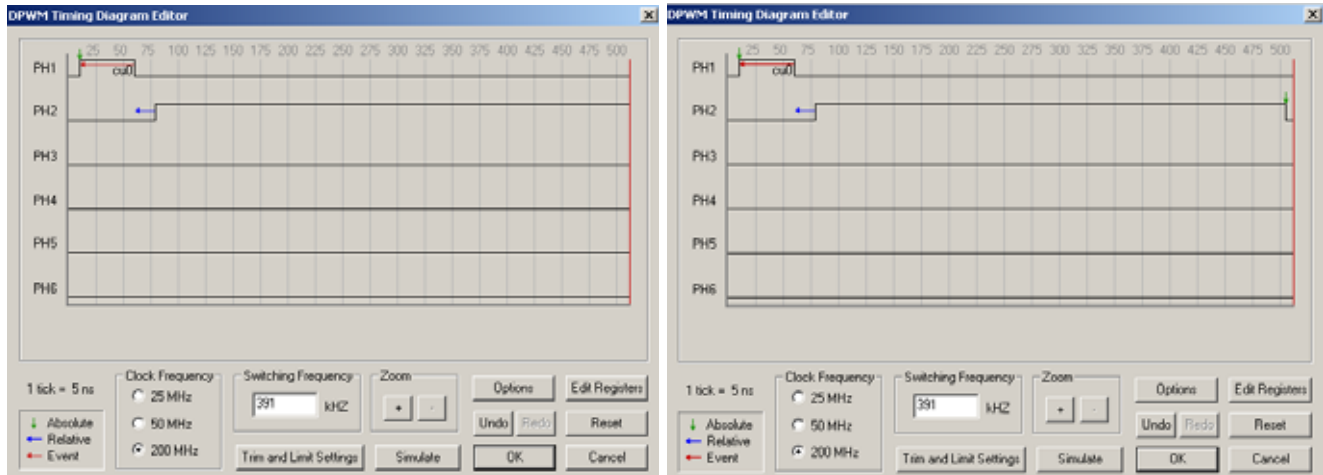 DPWM Timing Diagram Editor
25 50 75 100 125 150 175 200 225 250 275 300 325 350 375 400 425 450 475 500
PH1
cu0
PH2
PH3
PH4
PH5
PH6
1 tick = 5 ns
Absolute
Relative
Event
Clock Frequency
25 MHz
50 MHz
200 MHz
Switching Frequency
391 kHZ
Zoom
+ -
Options
Edit Registers
Undo Redo
Reset
Trim and Limit Settings
Simulate
OK
Cancel
DPWM Timing Diagram Editor
25 50 75 100 125 150 175 200 225 250 275 300 325 350 375 400 425 450 475 500
PH1
cu0
PH2
PH3
PH4
PH5
PH6
1 tick = 5 ns
Absolute
Relative
Event
Clock Frequency
25 MHz
50 MHz
200 MHz
Switching Frequency
391 kHZ
Zoom
+ -
Options
Edit Registers
Undo Redo
Reset
Trim and Limit Settings
Simulate
OK
Cancel